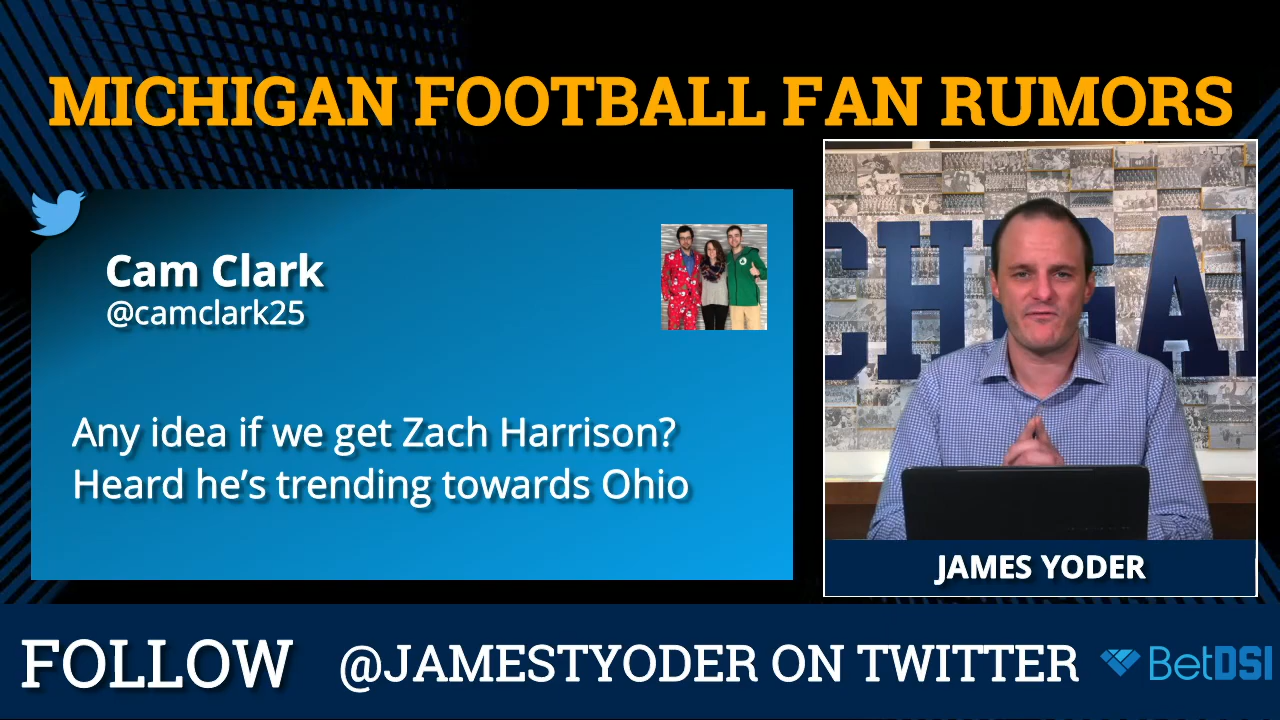 MICHIGAN FOOTBALL FAN RUMORS
Cam Clark
@camclark25
Any idea if we get Zach Harrison?
Heard he’s trending towards Ohio
CHIGAN
JAMES YODER
FOLLOW @JAMESTYODER ON TWITTER BetDSI